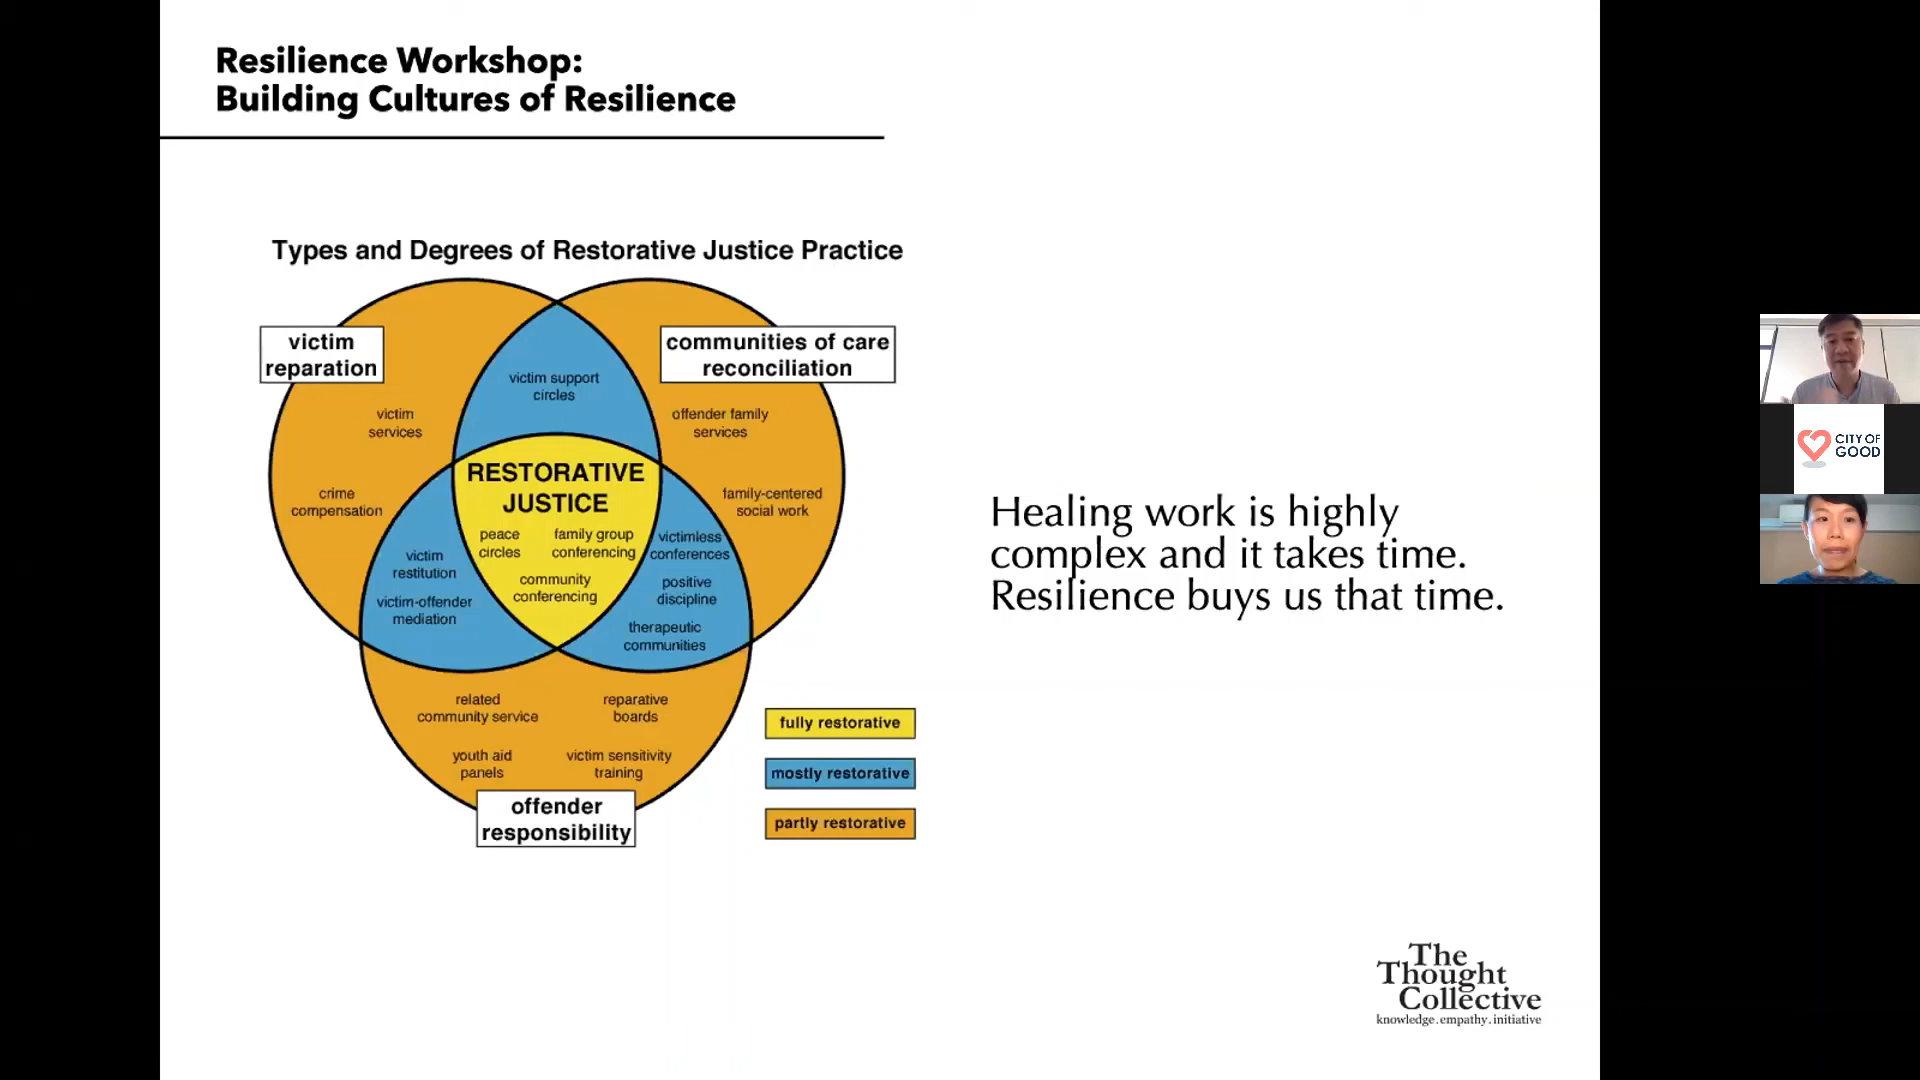 Resilience Workshop:
Building Cultures of Resilience
Types and Degrees of Restorative Justice Practice
victim
reparation
communities of care
reconciliation
victim support
circles
victim
services
offender family
services
crime
compensation
family-centered
social work
RESTORATIVE
JUSTICE
peace
circles
family group
conferencing
community
conferencing
victim
restitution
victim-offender
mediation
victimless
conferences
positive
discipline
therapeutic
communities
related
community service
reparative
boards
youth aid
panels
victim sensitivity
training
offender
responsibility
fully restorative
mostly restorative
partly restorative
Healing work is highly
complex and it takes time.
Resilience buys us that time.
The
Thought
Collective
knowledge.empathy.initiative
CITY OF
GOOD